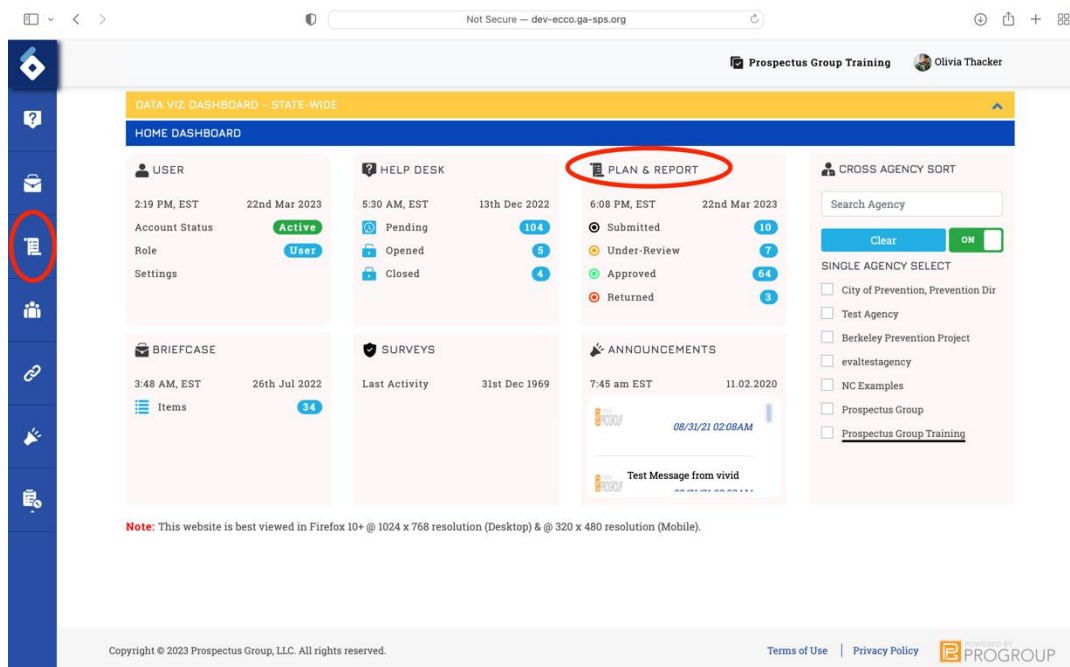 Not Secure — dev-ecco.ga-sps.org
Prospectus Group Training
Olivia Thacker
DATA VIZ DASHBOARD - STATE-WIDE
HOME DASHBOARD
USER
2:19 PM, EST 22nd Mar 2023
Account Status Active
Role User
Settings
HELP DESK
5:30 AM, EST 13th Dec 2022
Pending 104
Opened 5
Closed 4
PLAN & REPORT
6:08 PM, EST 22nd Mar 2023
Submitted 10
Under-Review 7
Approved 64
Returned 3
CROSS AGENCY SORT
Search Agency
Clear ON
SINGLE AGENCY SELECT
City of Prevention, Prevention Dir
Test Agency
Berkeley Prevention Project
evaltestagency
NC Examples
Prospectus Group
Prospectus Group Training
BRIEFCASE
3:48 AM, EST 26th Jul 2022
Items 34
SURVEYS
Last Activity 31st Dec 1969
ANNOUNCEMENTS
7:45 am EST 11.02.2020
PROGROUP
08/31/21 02:08AM
Test Message from vivid
PROGROUP
Note: This website is best viewed in Firefox 10+ @ 1024 x 768 resolution (Desktop) & @ 320 x 480 resolution (Mobile).
Copyright © 2023 Prospectus Group, LLC. All rights reserved.
Terms of Use | Privacy Policy
POWERED BY
PROGROUP